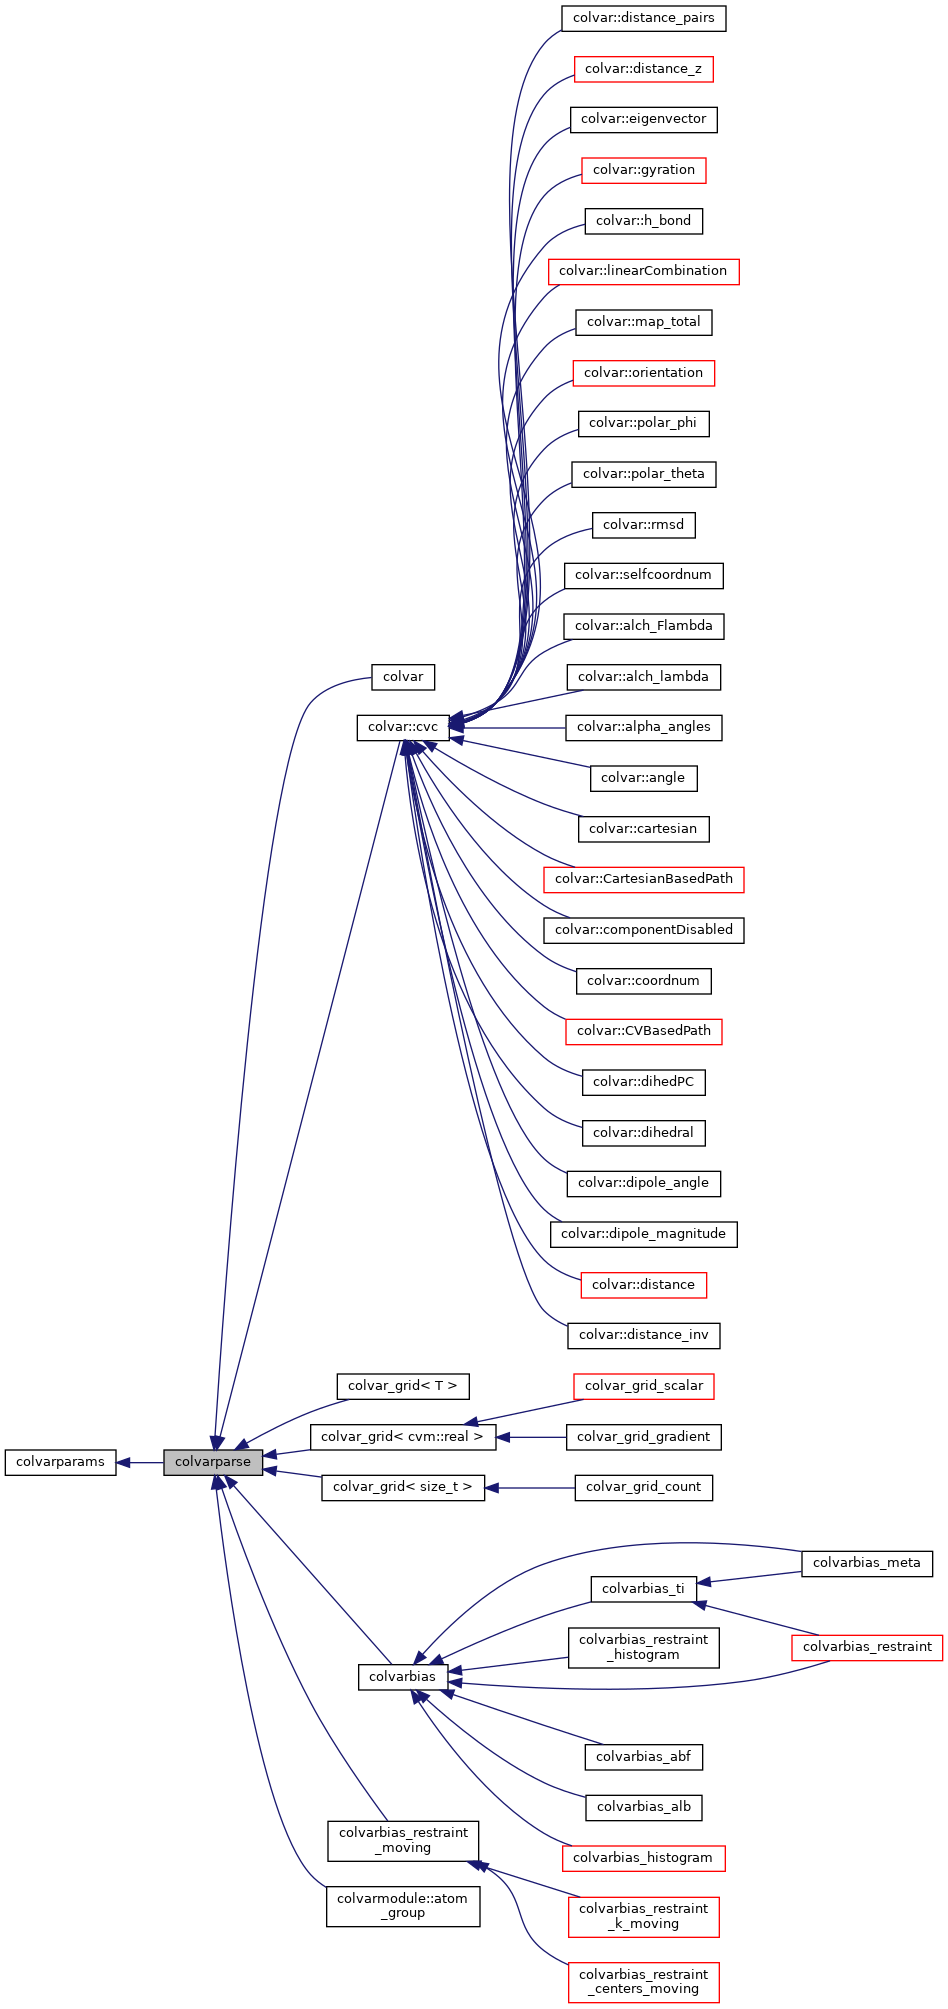 colvar::distance_pairs
colvar::distance_z
colvar::eigenvector
colvar::gyration
colvar::h_bond
colvar::linearCombination
colvar::map_total
colvar::orientation
colvar::polar_phi
colvar::polar_theta
colvar::rmsd
colvar::selfcoordnum
colvar::alch_Flambda
colvar
colvar::alch_lambda
colvar::cvc
colvar::alpha_angles
colvar::angle
colvar::cartesian
colvar::CartesianBasedPath
colvar::componentDisabled
colvar::coordnum
colvar::CVBasedPath
colvar::dihedPC
colvar::dihedral
colvar::dipole_angle
colvar::dipole_magnitude
colvar::distance
colvar::distance_inv
colvar_grid< T >
colvar_grid_scalar
colvar_grid< cvm::real >
colvar_grid_gradient
colvarparams
colvarparse
colvar_grid< size_t >
colvar_grid_count
colvarbias_meta
colvarbias_ti
colvarbias_restraint
_histogram
colvarbias_restraint
colvarbias
colvarbias_abf
colvarbias_alb
colvarbias_restraint
_moving
colvarbias_histogram
colvarmodule::atom
_group
colvarbias_restraint
_k_moving
colvarbias_restraint
_centers_moving